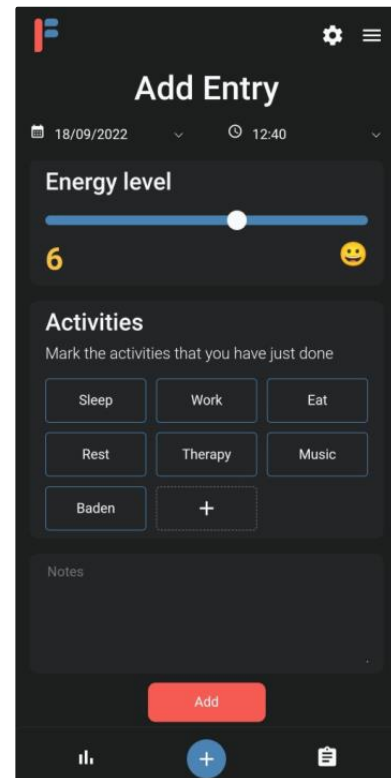 Add Entry
18/09/2022 12:40
Energy level
6
Activities
Mark the activities that you have just done
Sleep Work Eat
Rest Therapy Music
Baden +
Notes
Add
+